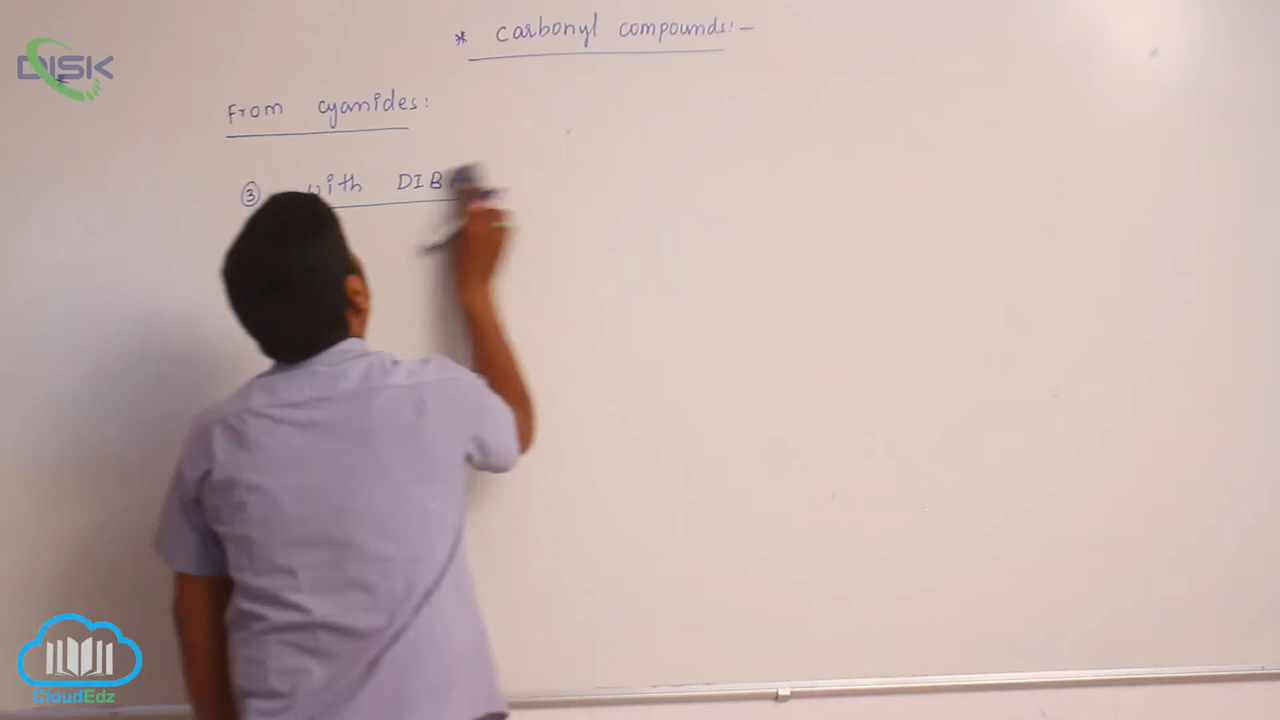 DISK
* Carbonyl compounds:-
From cyanides:
③ with DIB
CloudEdz